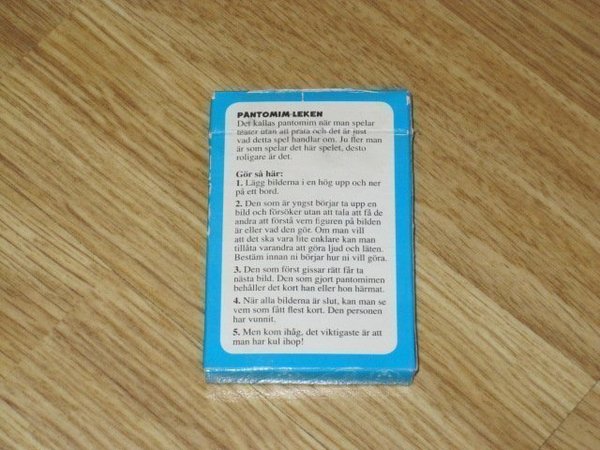 PANTOMIM-LEKEN
Det kallas pantomim när man spelar
teater utan att prata och det är just
vad detta spel handlar om. Ju fler man
är som spelar det här spelet, desto
roligare är det.
Gör så här:
1. Lägg bilderna i en hög upp och ner
på ett bord.
2. Den som är yngst börjar ta upp en
bild och försöker utan att tala att få de
andra att förstå vem figuren på bilden
är eller vad den gör. Om man vill
att det ska vara lite enklare kan man
tillåta varandra att göra ljud och läten.
Bestäm innan ni börjar hur ni vill göra.
3. Den som först gissar rätt får ta
nästa bild. Den som gjort pantomimen
behåller det kort han eller hon härmat.
4. När alla bilderna är slut, kan man se
vem som fått flest kort. Den personen
har vunnit.
5. Men kom ihåg, det viktigaste är att
man har kul ihop!